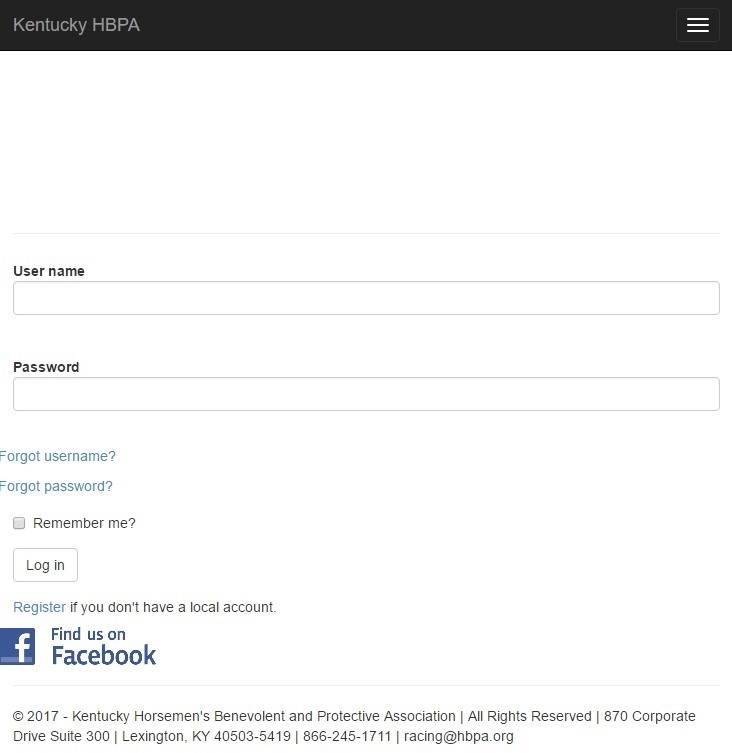 Kentucky HBPA
User name
Password
Forgot username?
Forgot password?
Remember me?
Log in
Register if you don't have a local account.
f Find us on
Facebook
© 2017 - Kentucky Horsemen's Benevolent and Protective Association | All Rights Reserved | 870 Corporate
Drive Suite 300 | Lexington, KY 40503-5419 | 866-245-1711 | racing@hbpa.org